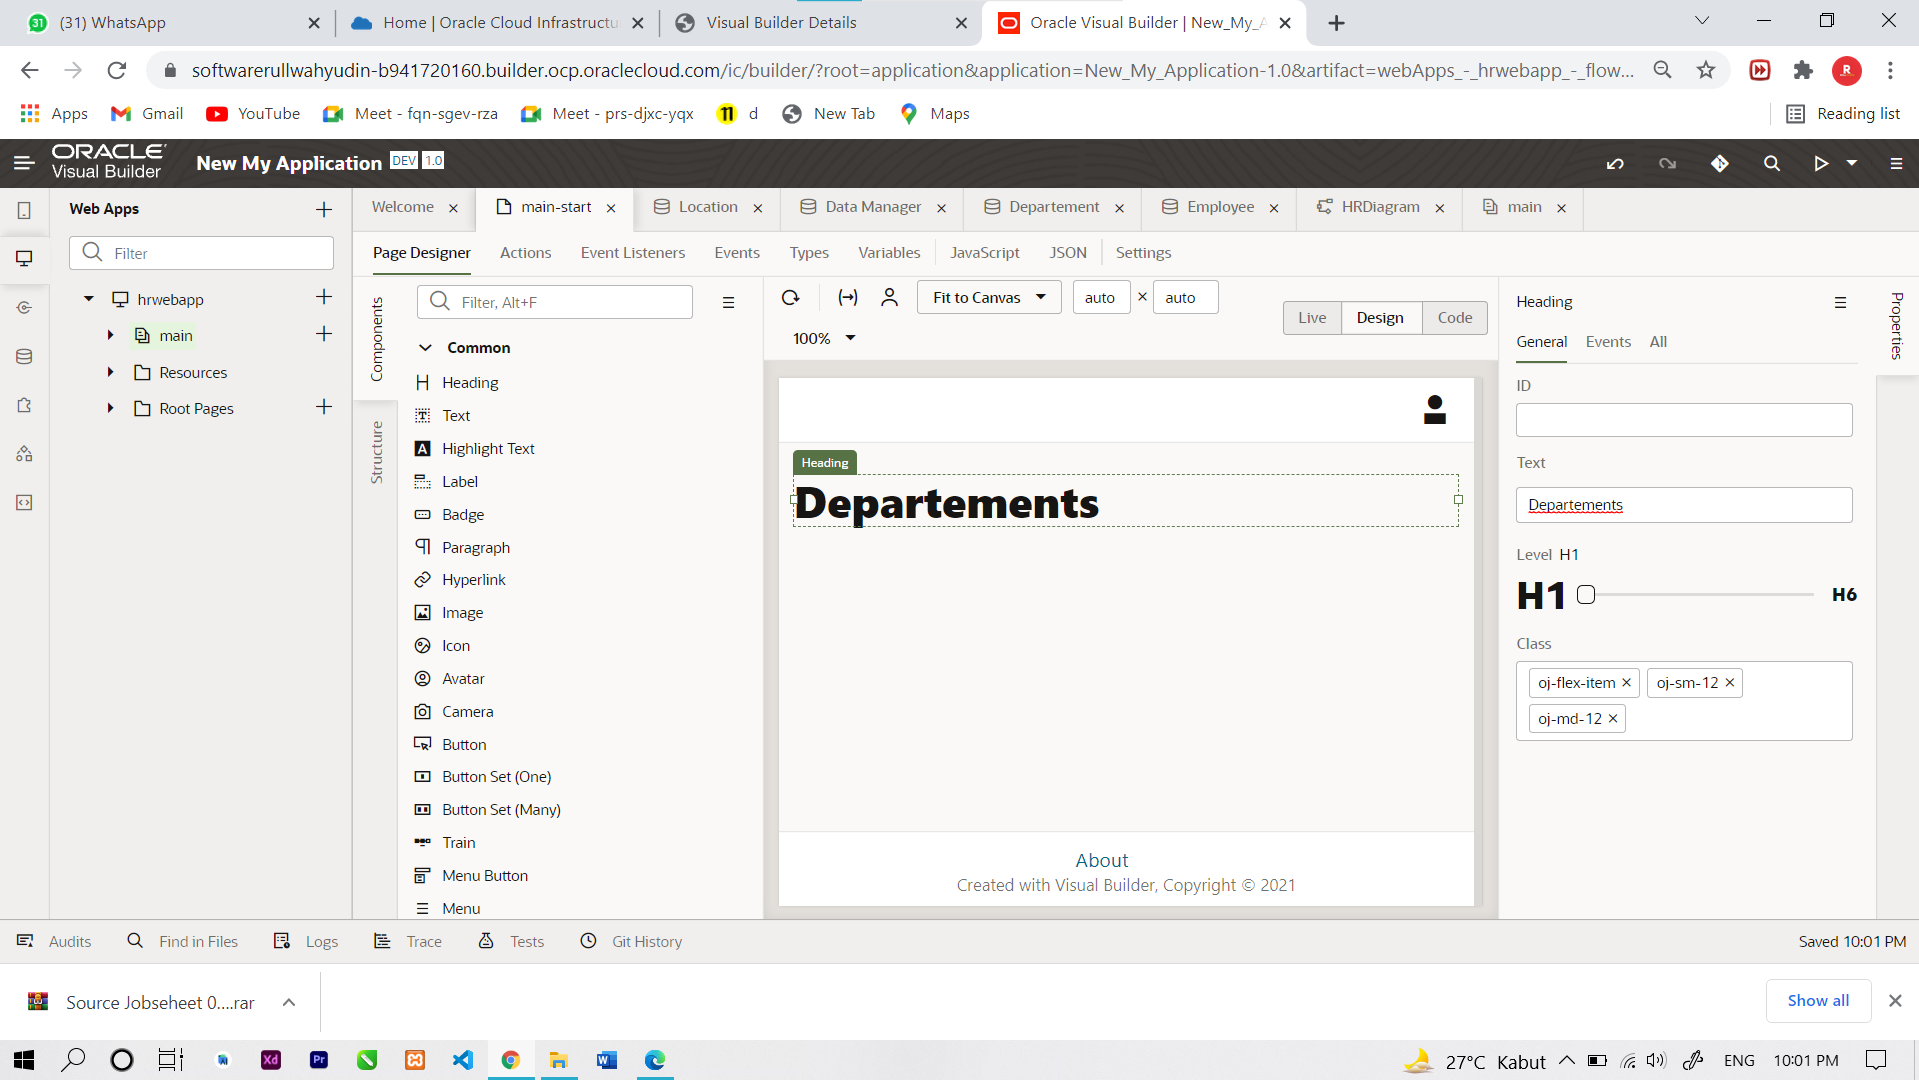 (31) WhatsApp
Home | Oracle Cloud Infrastructu
Visual Builder Details
Oracle Visual Builder | New_My_A
softwarerullwahyudin-b941720160.builder.ocp.oraclecloud.com/ic/builder/?root=application&application=New_My_Application-1.0&artifact=webApps_-_hrwebapp_-_flow...
Apps
Gmail
YouTube
Meet - fqn-sgev-rza
Meet - prs-djxc-yqx
d
New Tab
Maps
Reading list
ORACLE
Visual Builder
New My Application
DEV
1.0
Web Apps
Filter
hrwebapp
main
Resources
Root Pages
Welcome
main-start
Location
Data Manager
Departement
Employee
HRDiagram
main
Page Designer
Actions
Event Listeners
Events
Types
Variables
JavaScript
JSON
Settings
Components
Structure
Filter, Alt+F
Common
Heading
Text
Highlight Text
Label
Badge
Paragraph
Hyperlink
Image
Icon
Avatar
Camera
Button
Button Set (One)
Button Set (Many)
Train
Menu Button
Menu
Fit to Canvas
auto × auto
100%
Live
Design
Code
Heading
Departements
About
Created with Visual Builder, Copyright © 2021
Heading
General
Events
All
ID
Text
Departements
Level H1
H1
H6
Class
oj-flex-item
oj-sm-12
oj-md-12
Properties
Audits
Find in Files
Logs
Trace
Tests
Git History
Saved 10:01 PM
Source Jobseheet 0....rar
Show all
27°C Kabut
ENG
10:01 PM